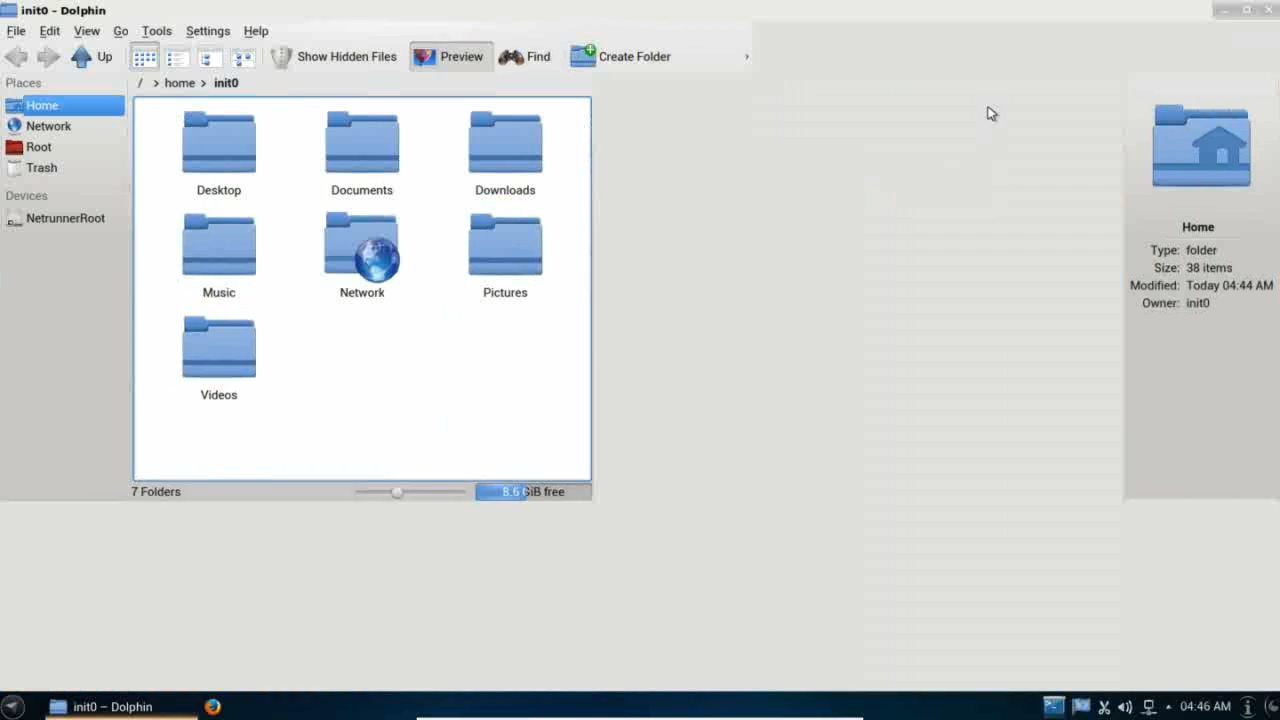 init0 – Dolphin
File Edit View Go Tools Settings Help
Up Show Hidden Files Preview Find Create Folder
Places / > home > init0
Home
Network
Root
Trash
Devices
NetrunnerRoot
Desktop Documents Downloads
Music Network Pictures
Videos
7 Folders 8.6 GiB free
Home
Type: folder
Size: 38 items
Modified: Today 04:44 AM
Owner: init0
init0 – Dolphin 04:46 AM